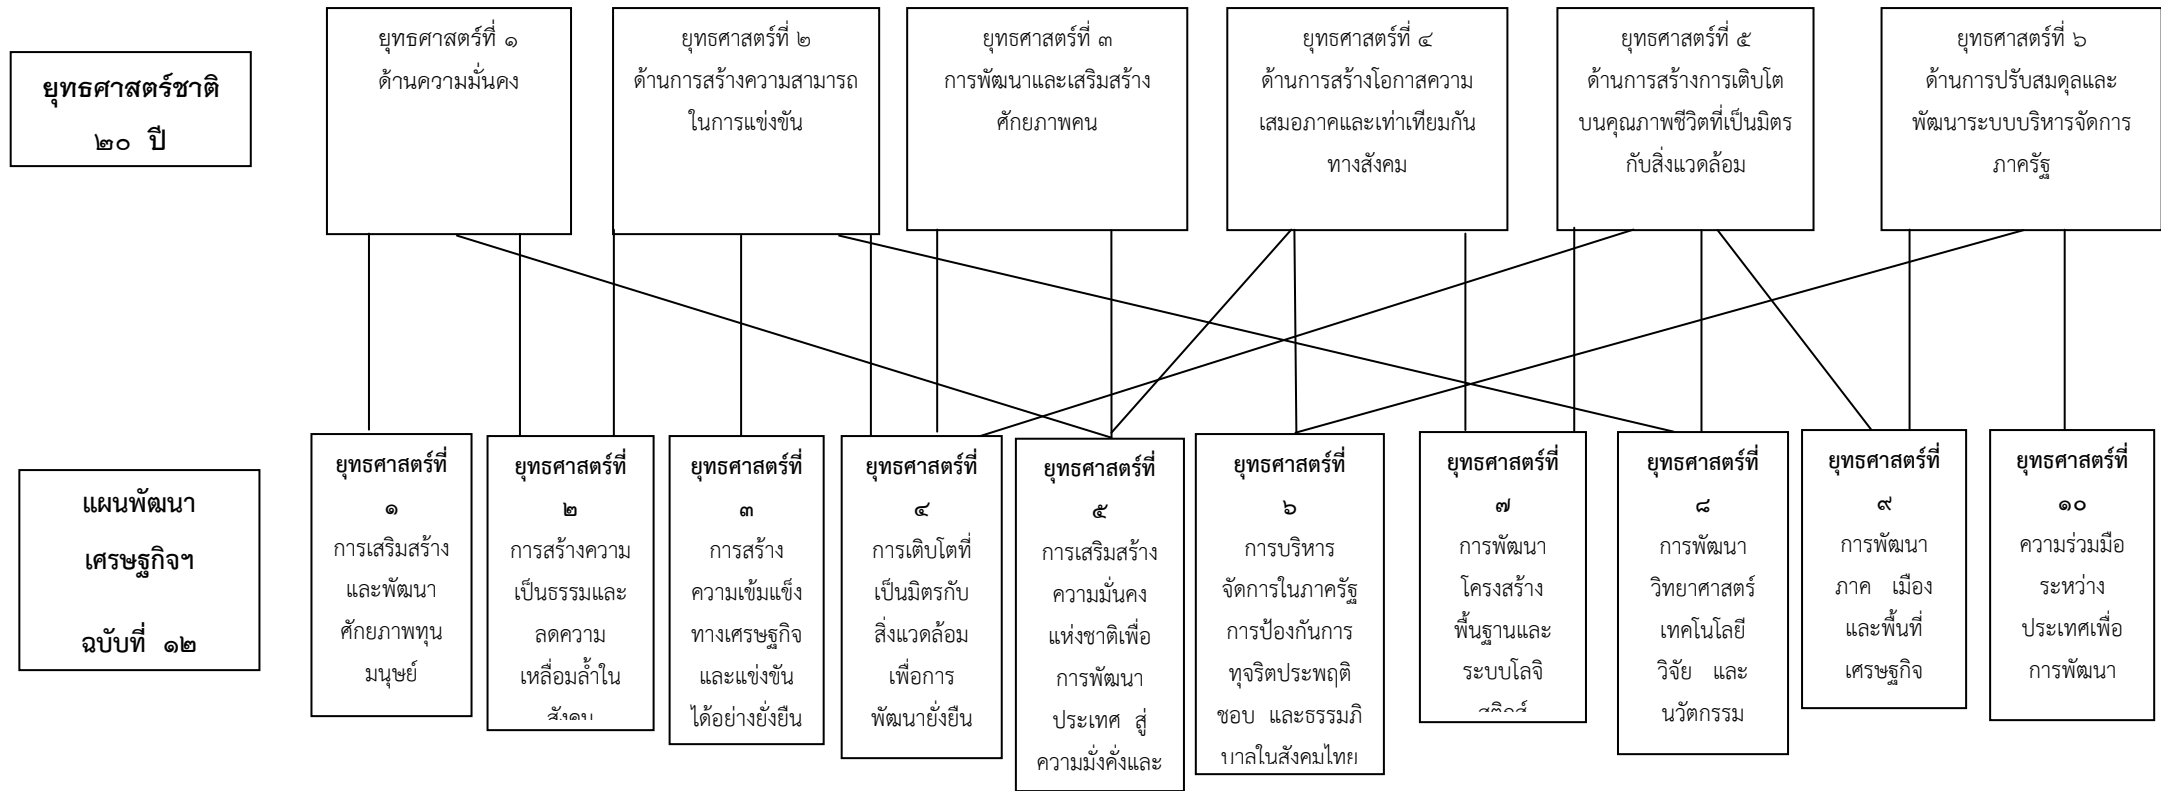 ยุทธศาสตร์ชาติ
๒๐ ปี
ยุทธศาสตร์ที่ ๑
ด้านความมั่นคง
ยุทธศาสตร์ที่ ๒
ด้านการสร้างความสามารถ
ในการแข่งขัน
ยุทธศาสตร์ที่ ๓
การพัฒนาและเสริมสร้าง
ศักยภาพคน
ยุทธศาสตร์ที่ ๔
ด้านการสร้างโอกาสความ
เสมอภาคและเท่าเทียมกัน
ทางสังคม
ยุทธศาสตร์ที่ ๕
ด้านการสร้างการเติบโต
บนคุณภาพชีวิตที่เป็นมิตร
กับสิ่งแวดล้อม
ยุทธศาสตร์ที่ ๖
ด้านการปรับสมดุลและ
พัฒนาระบบบริหารจัดการ
ภาครัฐ
แผนพัฒนา
เศรษฐกิจฯ
ฉบับที่ ๑๒
ยุทธศาสตร์ที่
๑
การเสริมสร้าง
และพัฒนา
ศักยภาพทุน
มนุษย์
ยุทธศาสตร์ที่
๒
การสร้างความ
เป็นธรรมและ
ลดความ
เหลื่อมล้ำใน
สังคม
ยุทธศาสตร์ที่
๓
การสร้าง
ความเข้มแข็ง
ทางเศรษฐกิจ
และแข่งขัน
ได้อย่างยั่งยืน
ยุทธศาสตร์ที่
๔
การเติบโตที่
เป็นมิตรกับ
สิ่งแวดล้อม
เพื่อการ
พัฒนายั่งยืน
ยุทธศาสตร์ที่
๕
การเสริมสร้าง
ความมั่นคง
แห่งชาติเพื่อ
การพัฒนา
ประเทศ สู่
ความมั่งคั่งและ
ยุทธศาสตร์ที่
๖
การบริหาร
จัดการในภาครัฐ
การป้องกันการ
ทุจริตประพฤติ
ชอบ และธรรมภิ
บาลในสังคมไทย
ยุทธศาสตร์ที่
๗
การพัฒนา
โครงสร้าง
พื้นฐานและ
ระบบโลจิ
สติกส์
ยุทธศาสตร์ที่
๘
การพัฒนา
วิทยาศาสตร์
เทคโนโลยี
วิจัย และ
นวัตกรรม
ยุทธศาสตร์ที่
๙
การพัฒนา
ภาค เมือง
และพื้นที่
เศรษฐกิจ
ยุทธศาสตร์ที่
๑๐
ความร่วมมือ
ระหว่าง
ประเทศเพื่อ
การพัฒนา